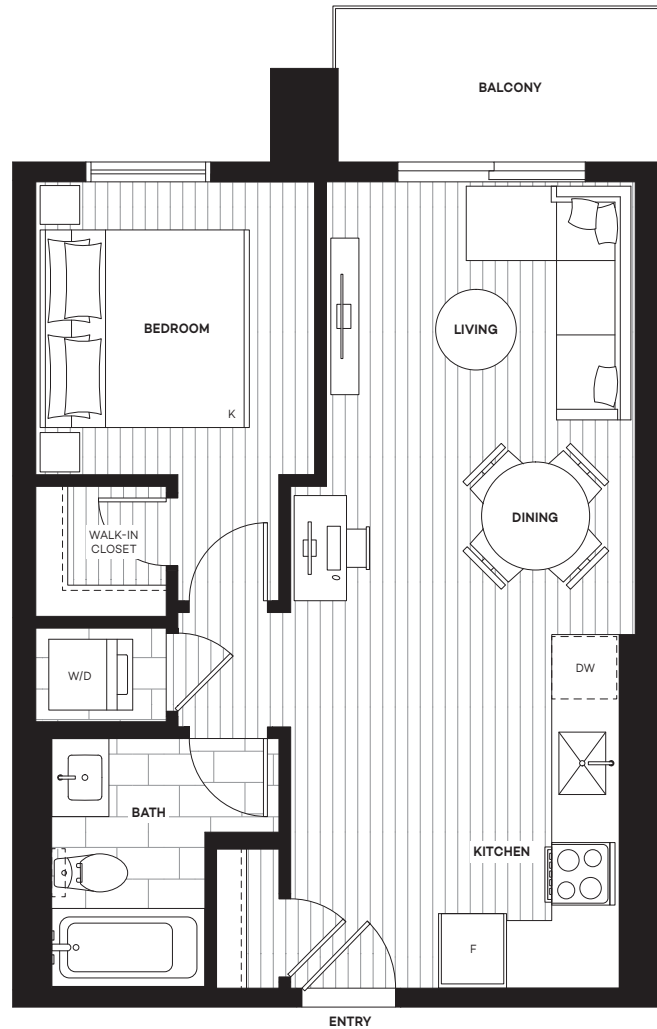 BALCONY
BEDROOM
LIVING
K
DINING
WALK-IN
CLOSET
W/D
DW
BATH
KITCHEN
F
ENTRY